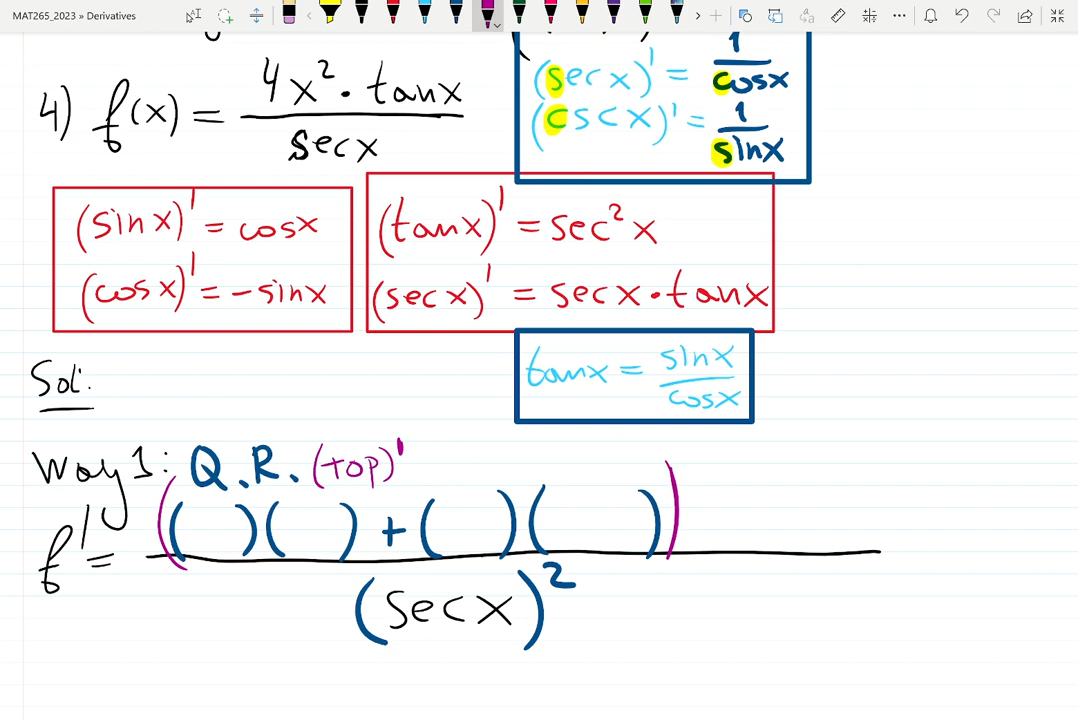 MAT265_2023 » Derivatives
4) f(x) = 4x² · tanx / secx
(secx)' = 1 / cosx
(cscx)' = 1 / sinx
(sinx)' = cosx
(cosx)' = -sinx
(tanx)' = sec²x
(secx)' = secx · tanx
tanx = sinx / cosx
Sol:
Way 1: Q.R. (top)'
f' = (( )( ) + ( )( )) / (secx)²